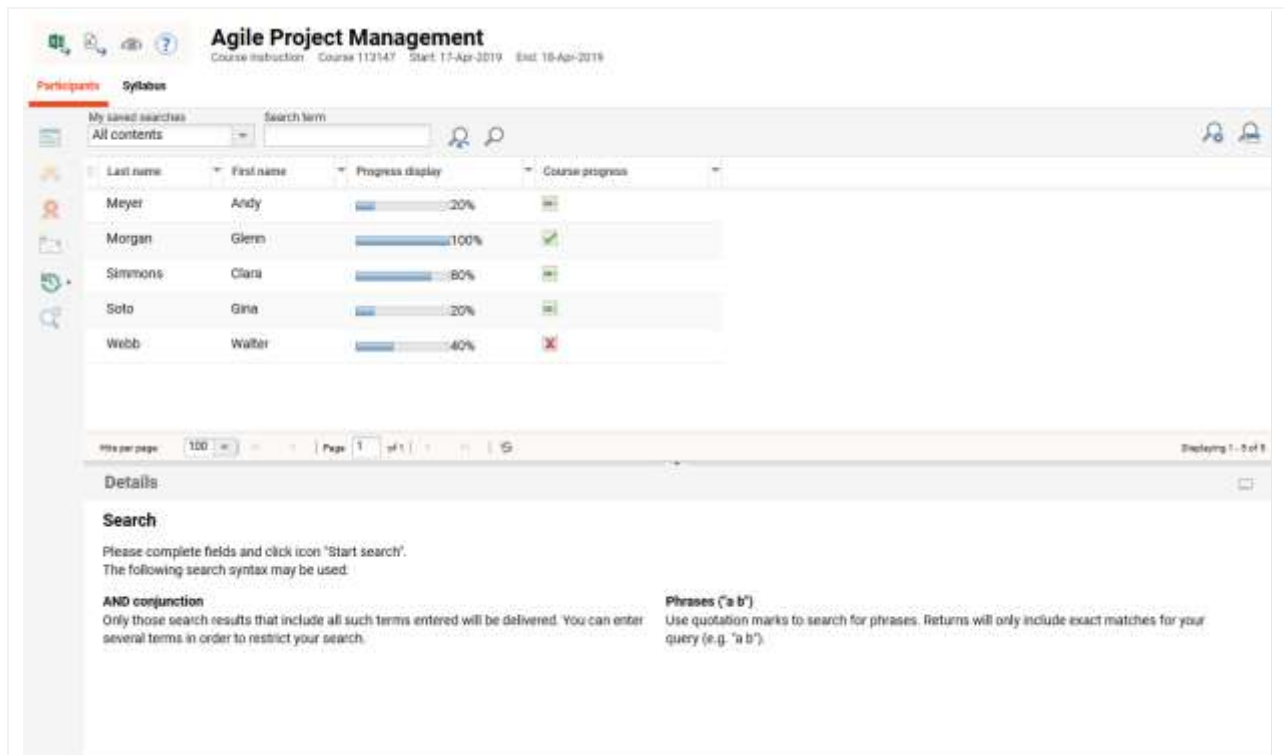 Agile Project Management
Course instruction Course 113147 Start: 17-Apr-2019 End: 18-Apr-2019
Participants Syllabus
My saved searches Search term
All contents
Last name First name Progress display Course progress
Meyer Andy 20%
Morgan Glenn 100%
Simmons Clara 80%
Soto Gina 20%
Webb Walter 40%
Hits per page 100 Page 1 of 1 Displaying 1 - 5 of 5
Details
Search
Please complete fields and click icon "Start search".
The following search syntax may be used:
AND conjunction
Only those search results that include all such terms entered will be delivered. You can enter
several terms in order to restrict your search.
Phrases ("a b")
Use quotation marks to search for phrases. Returns will only include exact matches for your
query (e.g. "a b").